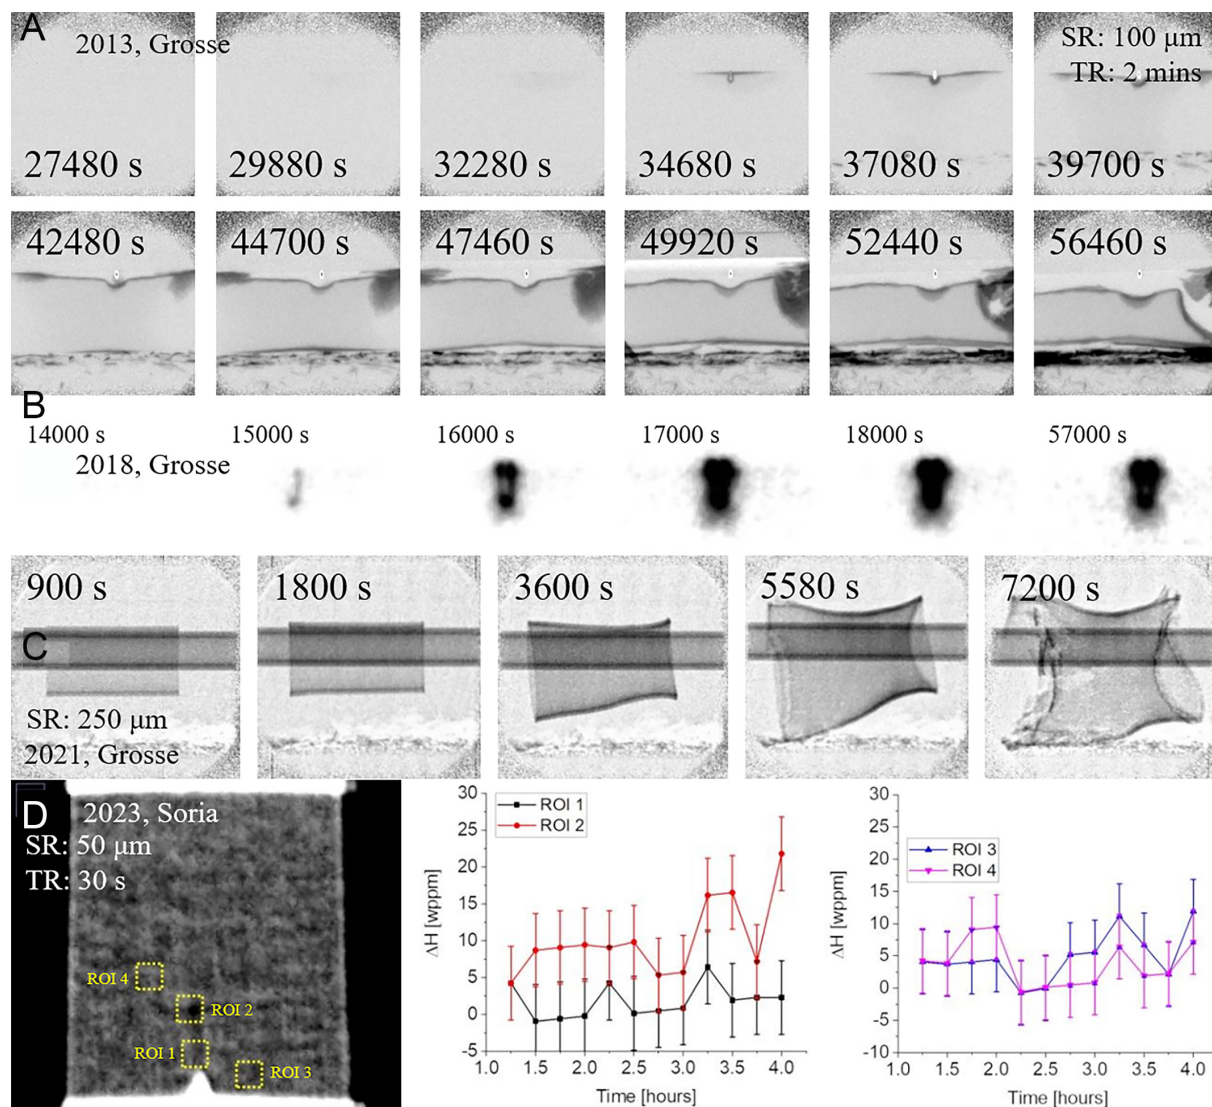 A
2013, Grosse
SR: 100 µm
TR: 2 mins
27480 s
29880 s
32280 s
34680 s
37080 s
39700 s
42480 s
44700 s
47460 s
49920 s
52440 s
56460 s
B
14000 s
15000 s
16000 s
17000 s
18000 s
57000 s
2018, Grosse
900 s
1800 s
3600 s
5580 s
7200 s
C
SR: 250 µm
2021, Grosse
D
2023, Soria
SR: 50 µm
TR: 30 s
ROI 4
ROI 2
ROI 1
ROI 3
30
25
20
15
10
5
0
-5
ΔH [wppm]
ROI 1
ROI 2
1.0
1.5
2.0
2.5
3.0
3.5
4.0
Time [hours]
30
25
20
15
10
5
0
-5
-10
ΔH [wppm]
ROI 3
ROI 4
1.0
1.5
2.0
2.5
3.0
3.5
4.0
Time [hours]